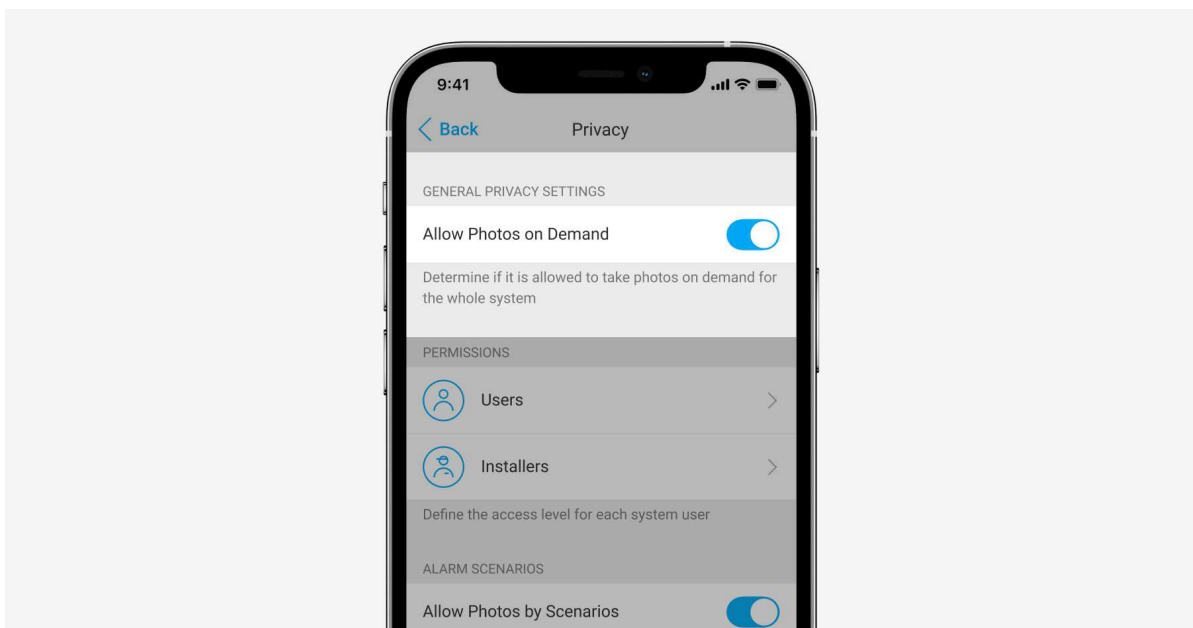 9:41
Back
Privacy
GENERAL PRIVACY SETTINGS
Allow Photos on Demand
Determine if it is allowed to take photos on demand for
the whole system
PERMISSIONS
Users
Installers
Define the access level for each system user
ALARM SCENARIOS
Allow Photos by Scenarios